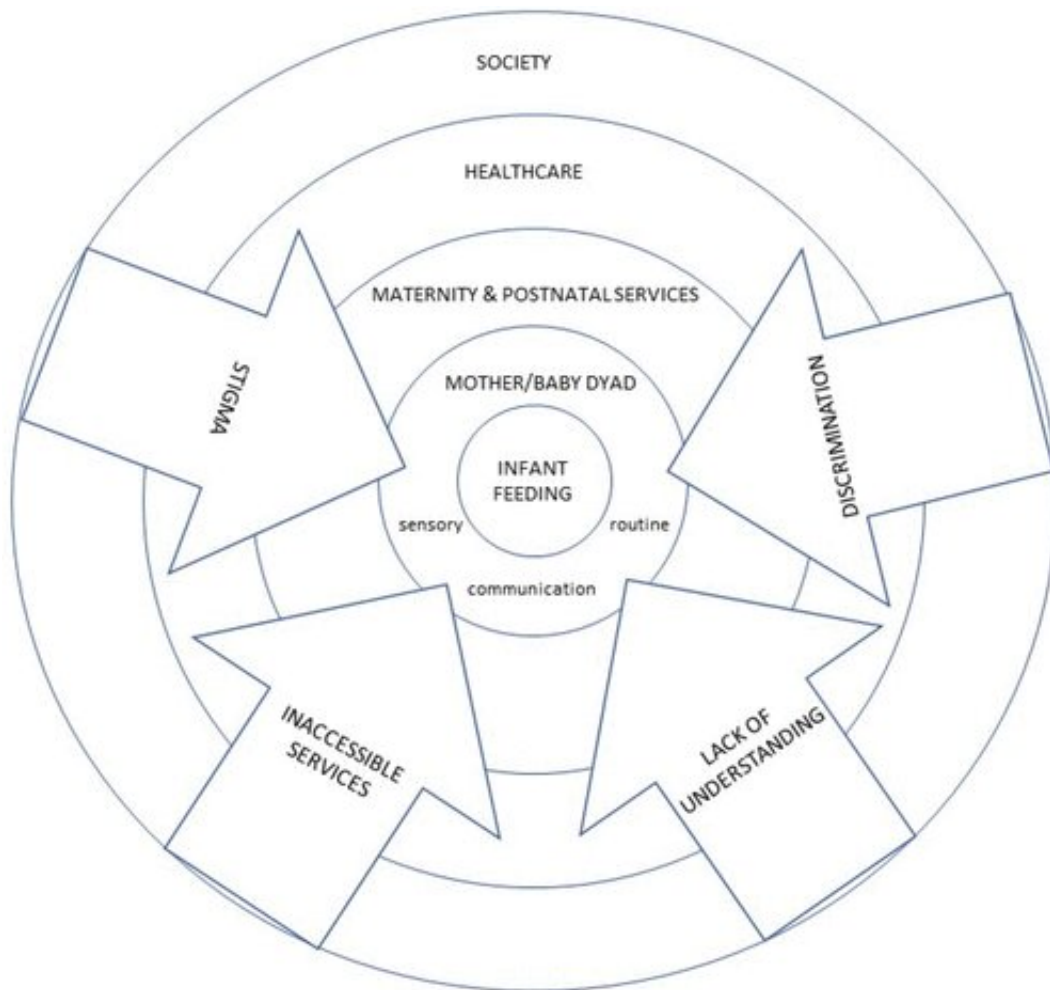 SOCIETY
HEALTHCARE
MATERNITY & POSTNATAL SERVICES
MOTHER/BABY DYAD
STIGMA
DISCRIMINATION
INFANT
FEEDING
sensory
routine
communication
INACCESSIBLE
SERVICES
LACK OF
UNDERSTANDING